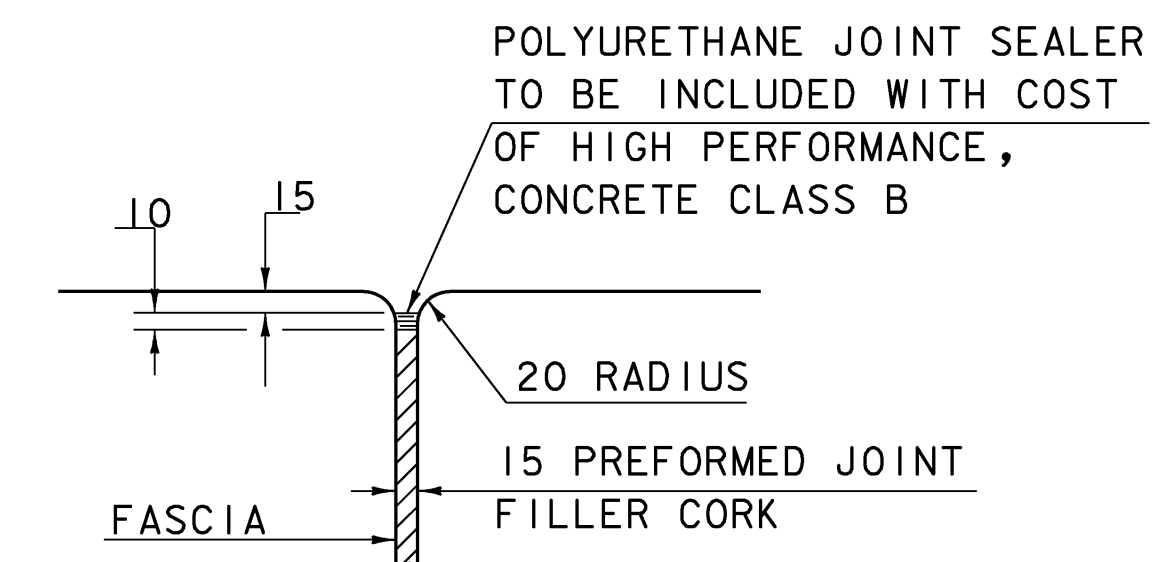 POLYURETHANE JOINT SEALER
TO BE INCLUDED WITH COST
OF HIGH PERFORMANCE,
CONCRETE CLASS B
15
10
20 RADIUS
15 PREFORMED JOINT
FILLER CORK
FASCIA